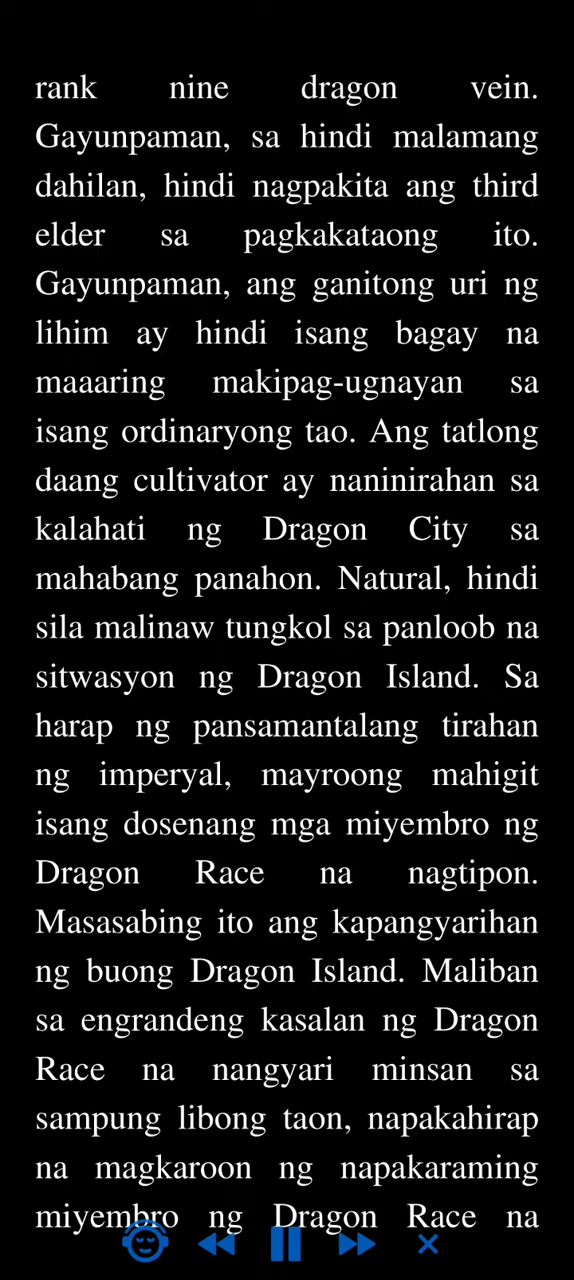 rank nine dragon vein.
Gayunpaman, sa hindi malamang
dahilan, hindi nagpakita ang third
elder sa pagkakataong ito.
Gayunpaman, ang ganitong uri ng
lihim ay hindi isang bagay na
maaaring makipag-ugnayan sa
isang ordinaryong tao. Ang tatlong
daang cultivator ay naninirahan sa
kalahati ng Dragon City sa
mahabang panahon. Natural, hindi
sila malinaw tungkol sa panloob na
sitwasyon ng Dragon Island. Sa
harap ng pansamantalang tirahan
ng imperyal, mayroong mahigit
isang dosenang mga miyembro ng
Dragon Race na nagtipon.
Masasabing ito ang kapangyarihan
ng buong Dragon Island. Maliban
sa engrandeng kasalan ng Dragon
Race na nangyari minsan sa
sampung libong taon, napakahirap
na magkaroon ng napakaraming
miyembro ng Dragon Race na